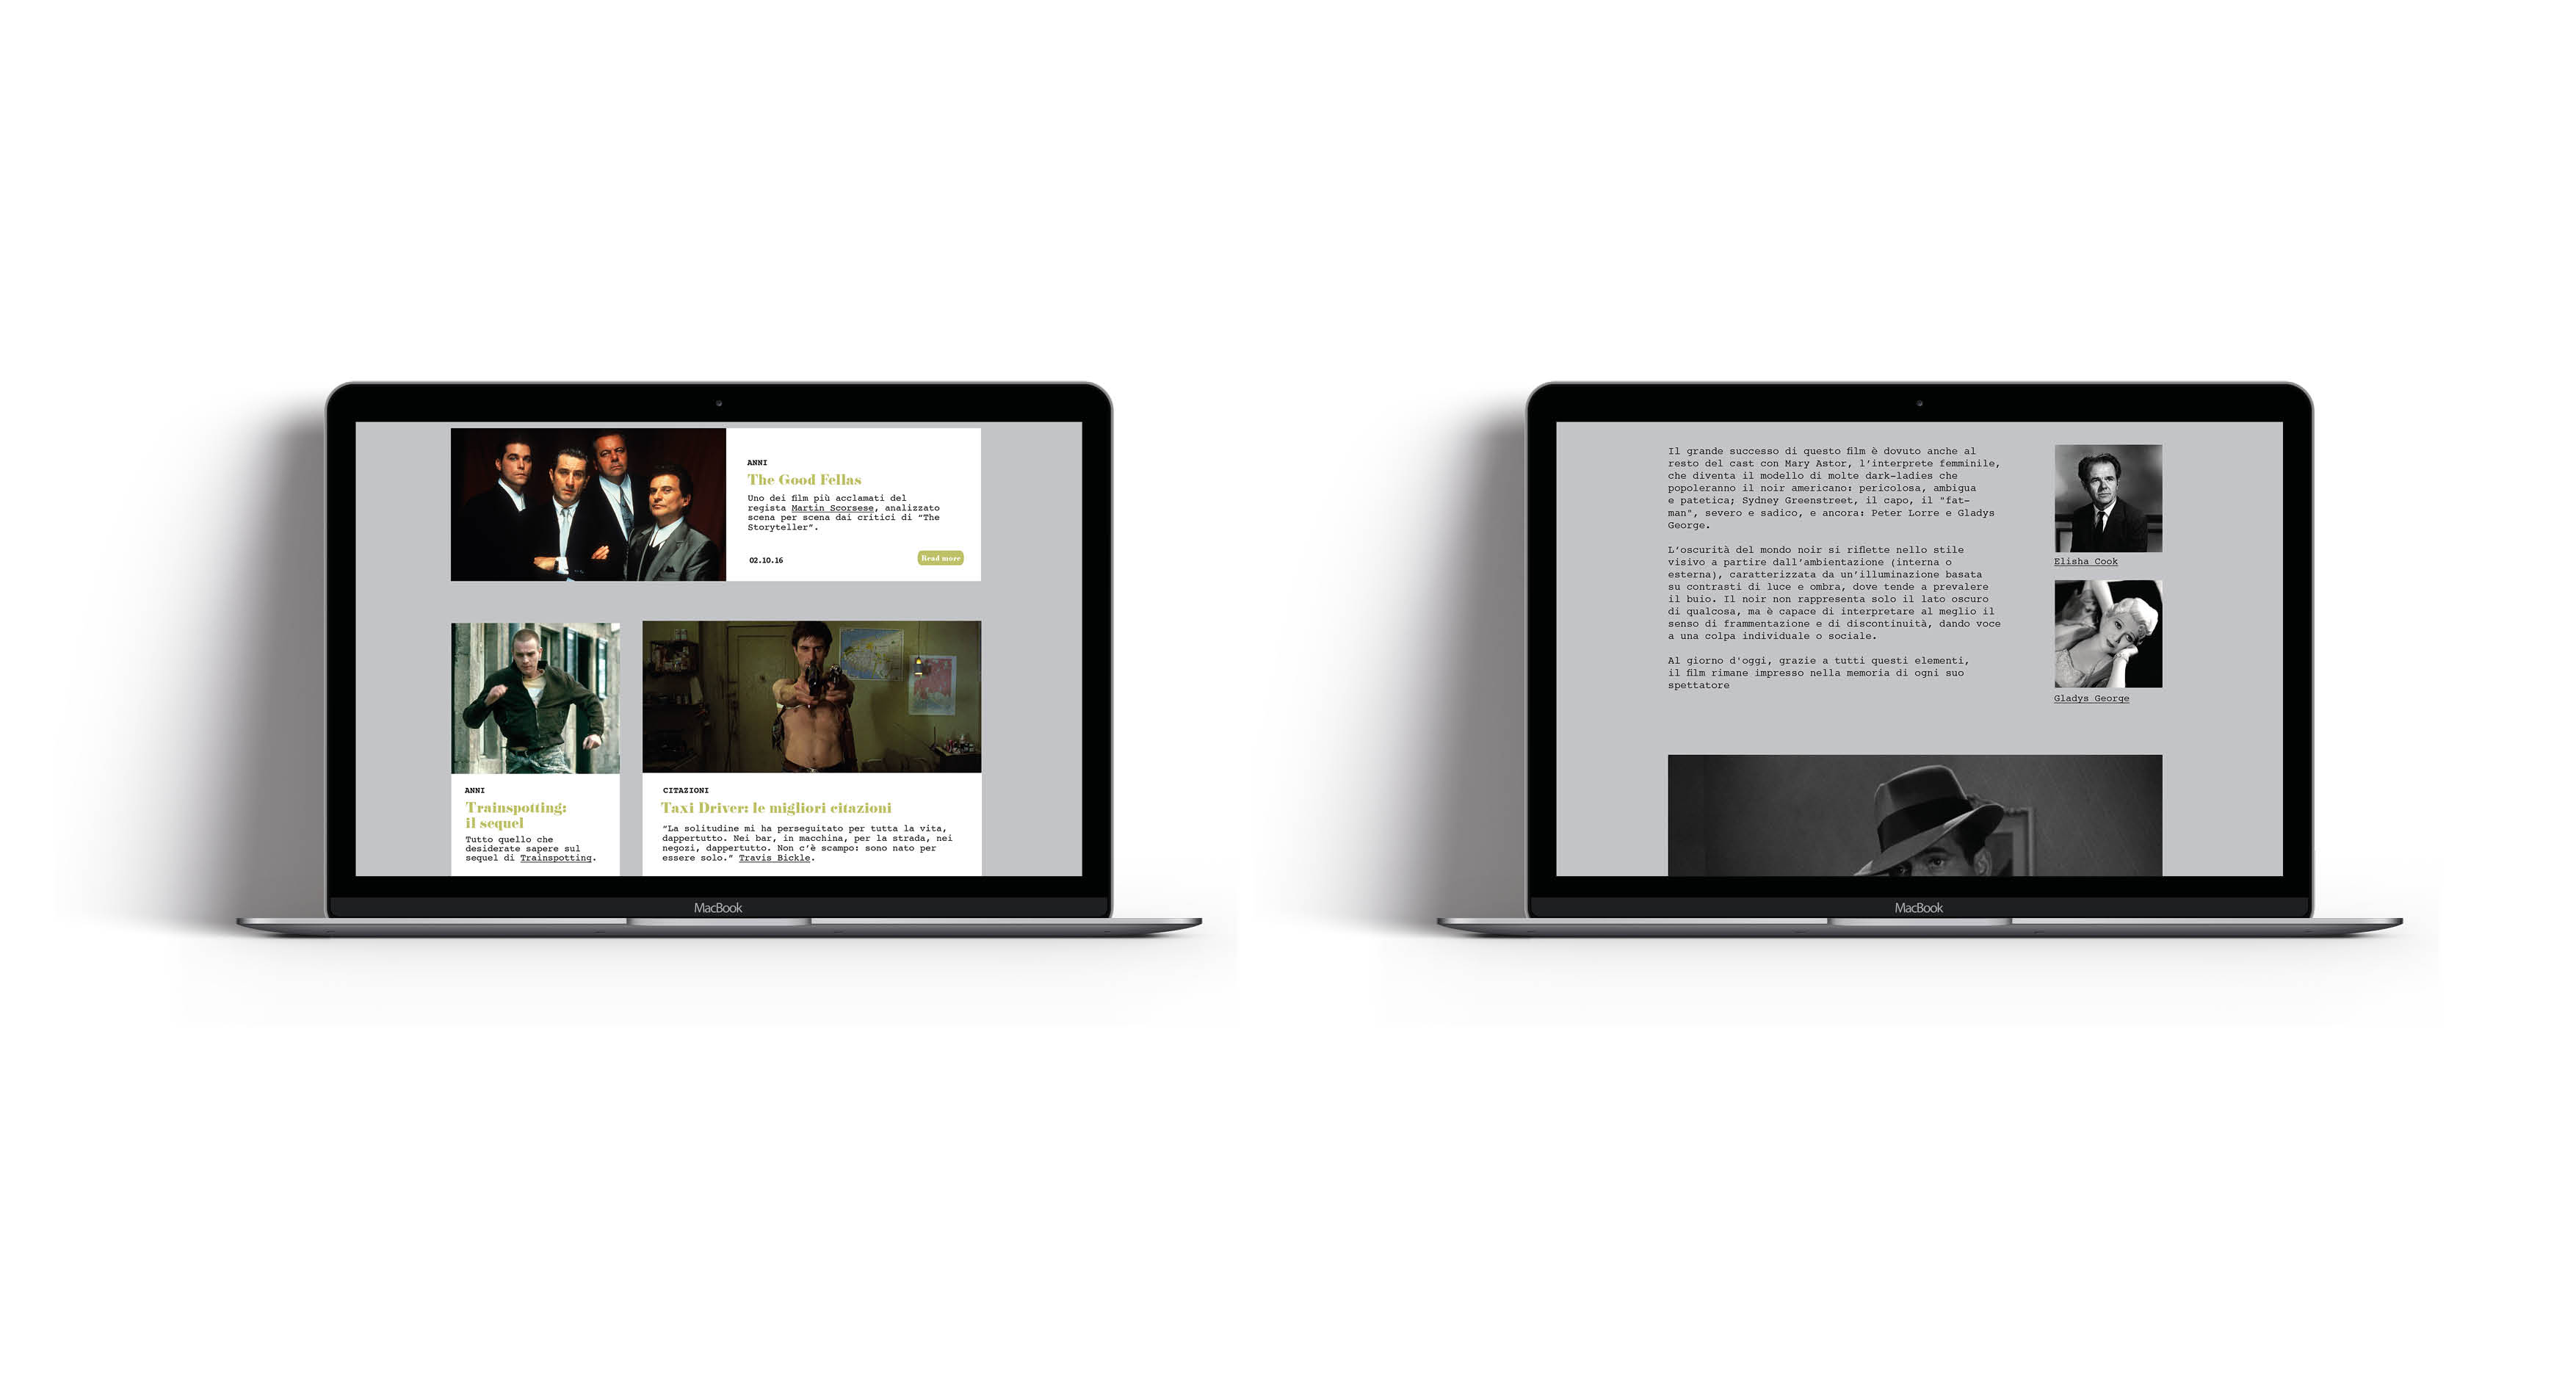 ANNI
The Good Fellas
Uno dei film più acclamati del
regista Martin Scorsese, analizzato
scena per scena dai critici di "The
Storyteller".
02.10.16
Read more
ANNI
Trainspotting:
il sequel
Tutto quello che
desiderate sapere sul
sequel di Trainspotting.
CITAZIONI
Taxi Driver: le migliori citazioni
"La solitudine mi ha perseguitato per tutta la vita,
dappertutto. Nei bar, in macchina, per la strada, nei
negozi, dappertutto. Non c'è scampo: sono nato per
essere solo." Travis Bickle.
MacBook
Il grande successo di questo film è dovuto anche al
resto del cast con Mary Astor, l'interprete femminile,
che diventa il modello di molte dark-ladies che
popoleranno il noir americano: pericolosa, ambigua
e patetica; Sydney Greenstreet, il capo, il "fat-
man", severo e sadico, e ancora: Peter Lorre e Gladys
George.
L'oscurità del mondo noir si riflette nello stile
visivo a partire dall'ambientazione (interna o
esterna), caratterizzata da un'illuminazione basata
su contrasti di luce e ombra, dove tende a prevalere
il buio. Il noir non rappresenta solo il lato oscuro
di qualcosa, ma è capace di interpretare al meglio il
senso di frammentazione e di discontinuità, dando voce
a una colpa individuale o sociale.
Al giorno d'oggi, grazie a tutti questi elementi,
il film rimane impresso nella memoria di ogni suo
spettatore
Elisha Cook
Gladys George
MacBook